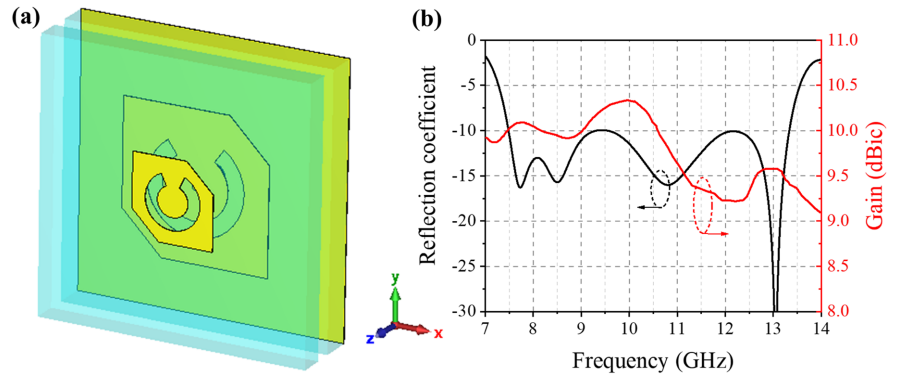 (a)
y
x
z
(b)
Reflection coefficient
0
-5
-10
-15
-20
-25
-30
7 8 9 10 11 12 13 14
Frequency (GHz)
11.0
10.5
10.0
9.5
9.0
8.5
8.0
Gain (dBic)